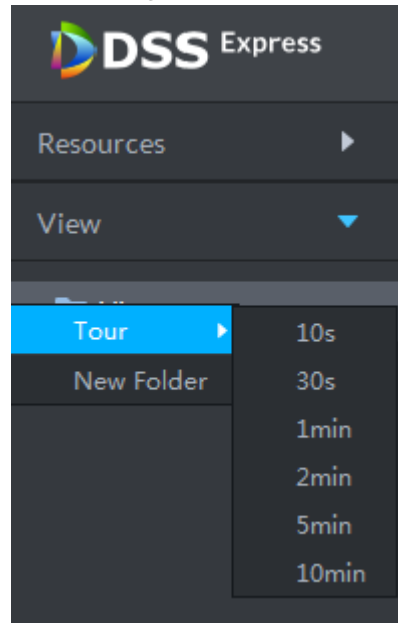 DSS Express
Resources
View
Tour
New Folder
10s
30s
1min
2min
5min
10min